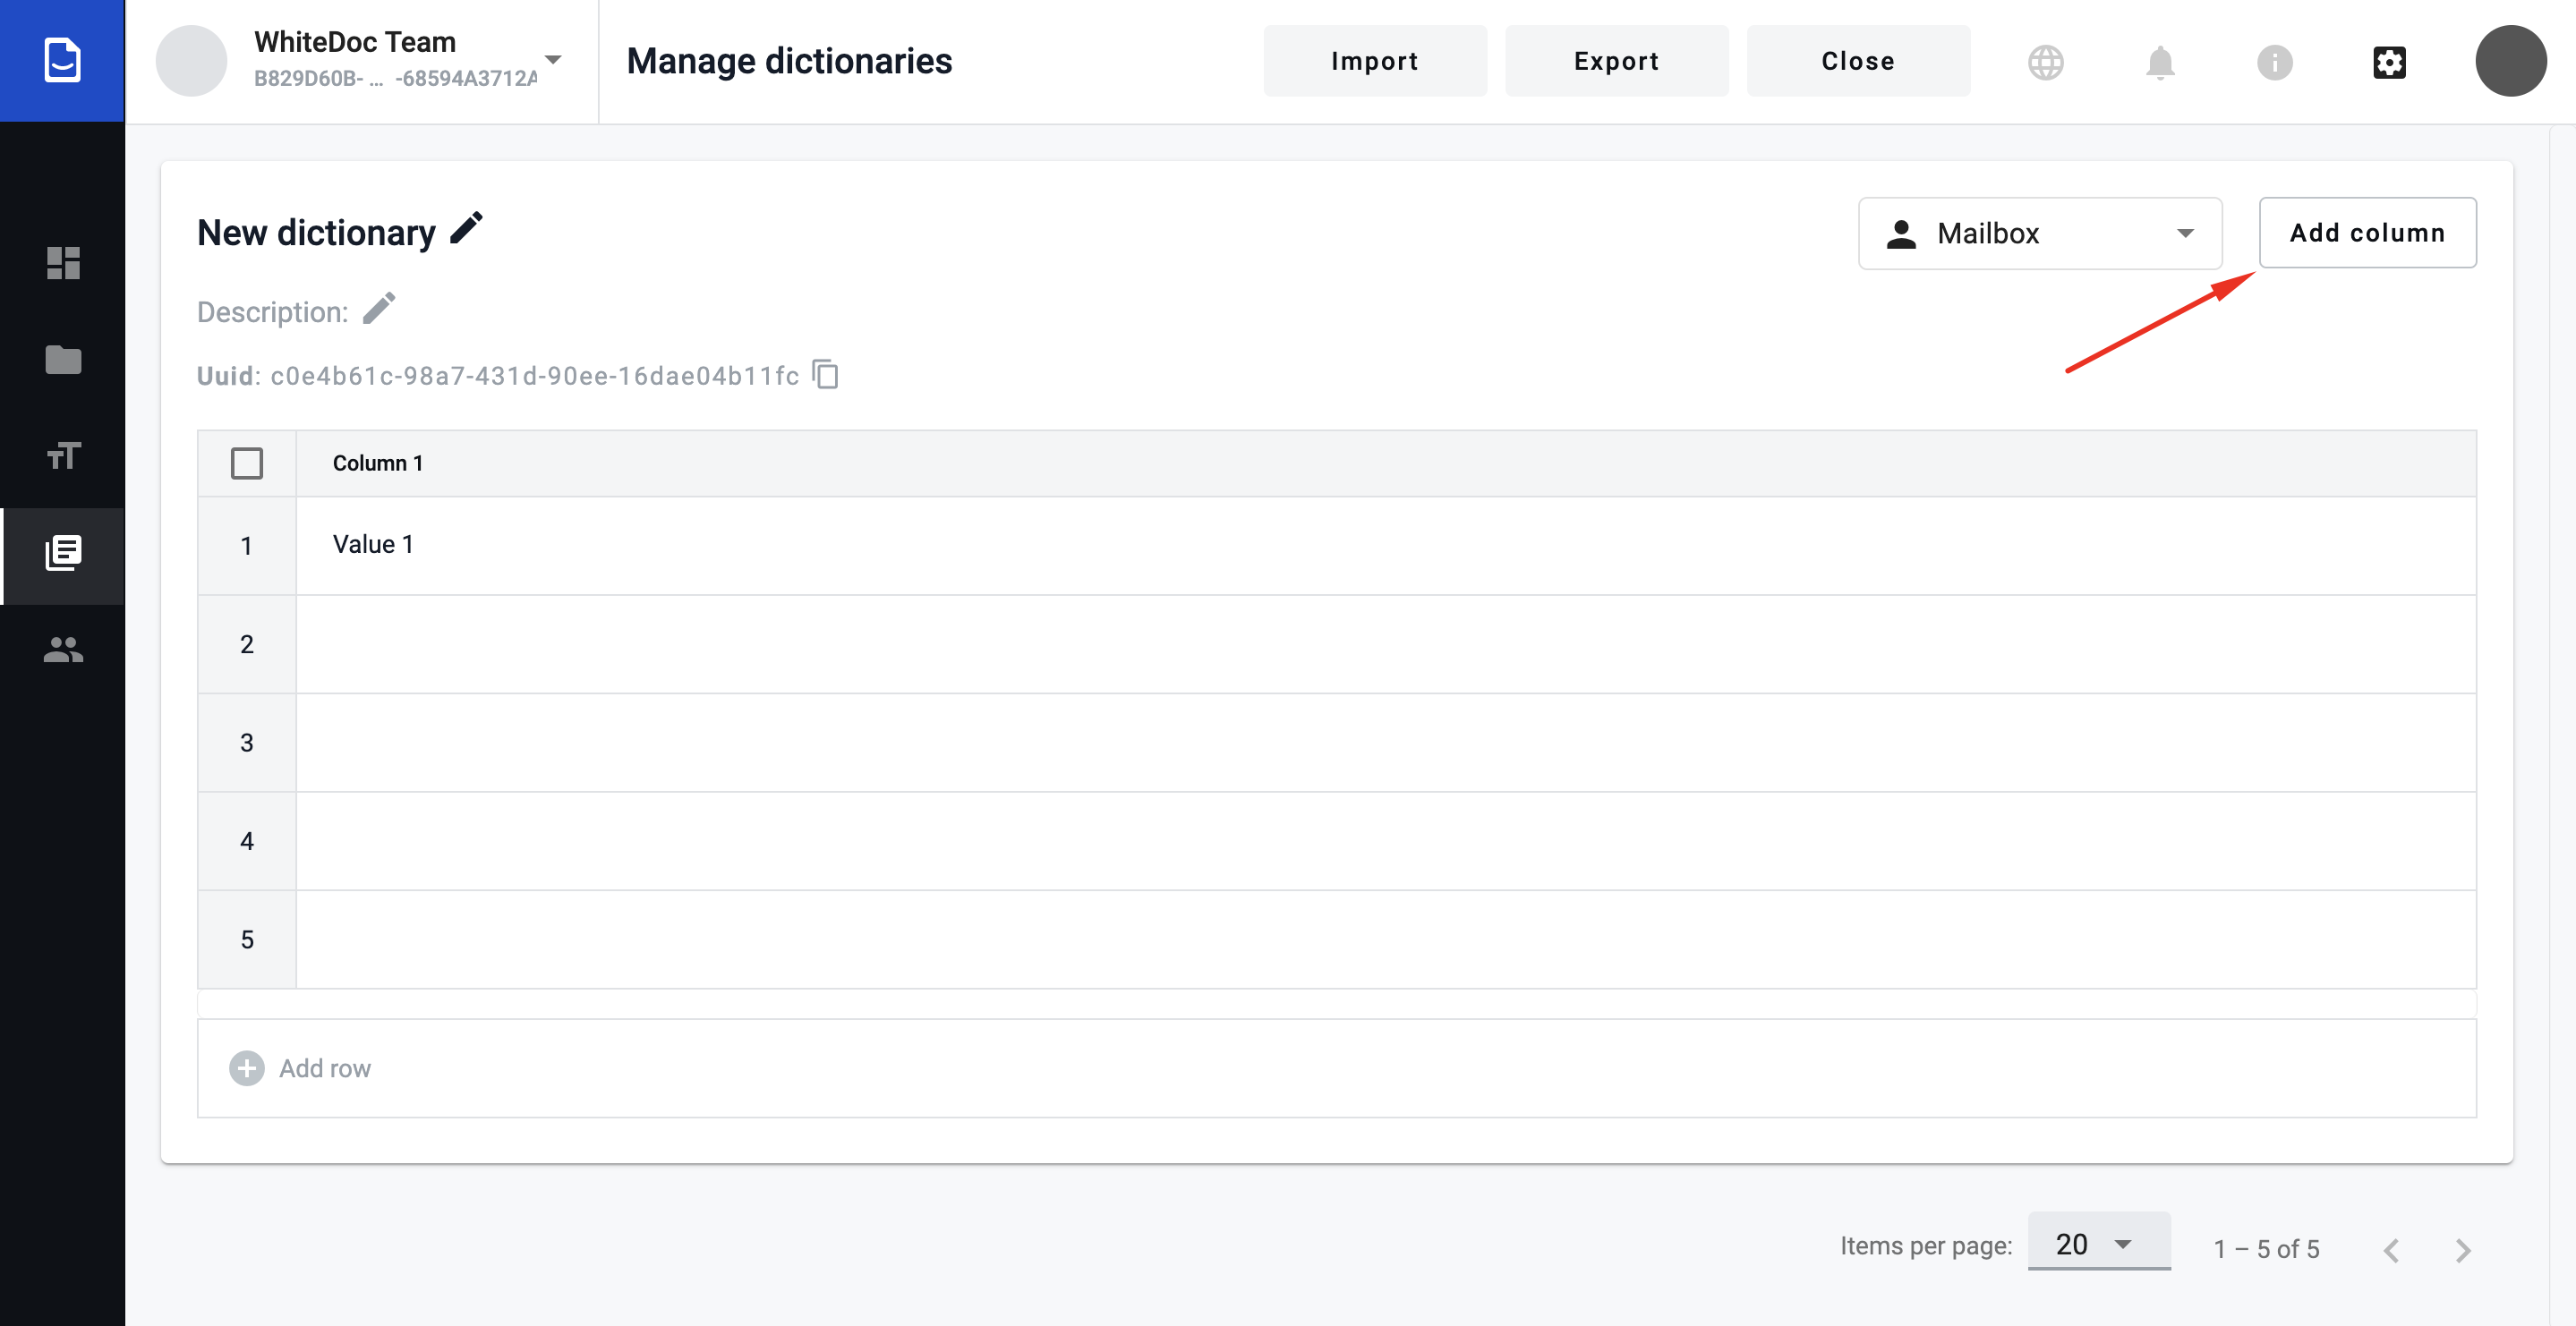 WhiteDoc Team
B829D60B- ... -68594A3712A
Manage dictionaries
Import
Export
Close
New dictionary
Mailbox
Add column
Description:
Uuid: c0e4b61c-98a7-431d-90ee-16dae04b11fc
Column 1
1
Value 1
2
3
4
5
Add row
Items per page:
20
1 – 5 of 5